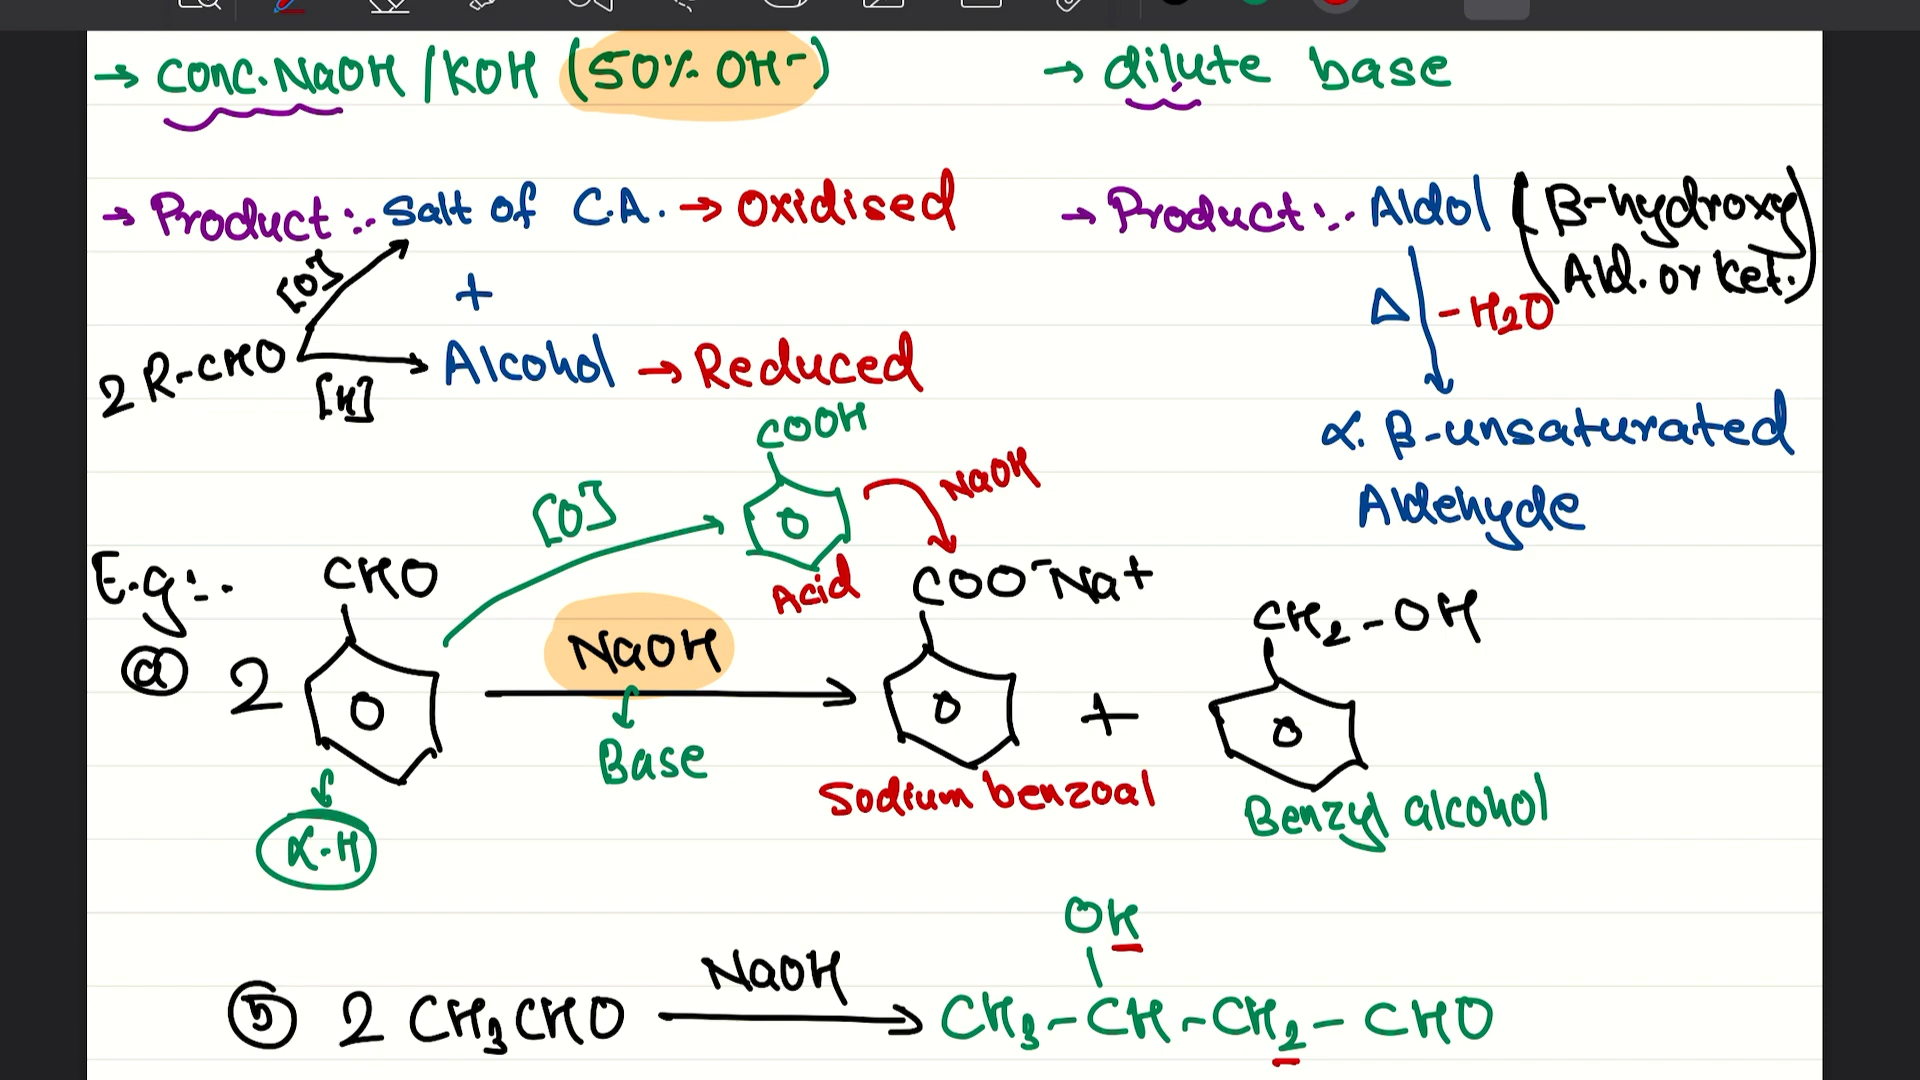 → conc. NaOH / KOH (50% OH⁻)
→ dilute base
→ Product :- Salt of C.A. → Oxidised
[O]
+
2 R-CHO
[H]
Alcohol → Reduced
→ Product :- Aldol (β-hydroxy
Ald. or ket.)
Δ
- H₂O
α, β-unsaturated
Aldehyde
COOH
[O]
NaOH
Acid
E.g :-
CHO
COO⁻Na⁺
CH₂-OH
ⓐ 2
NaOH
+
Base
Sodium benzoal
Benzyl alcohol
α-H
OH
NaOH
ⓑ 2 CH₃CHO → CH₃-CH-CH₂-CHO